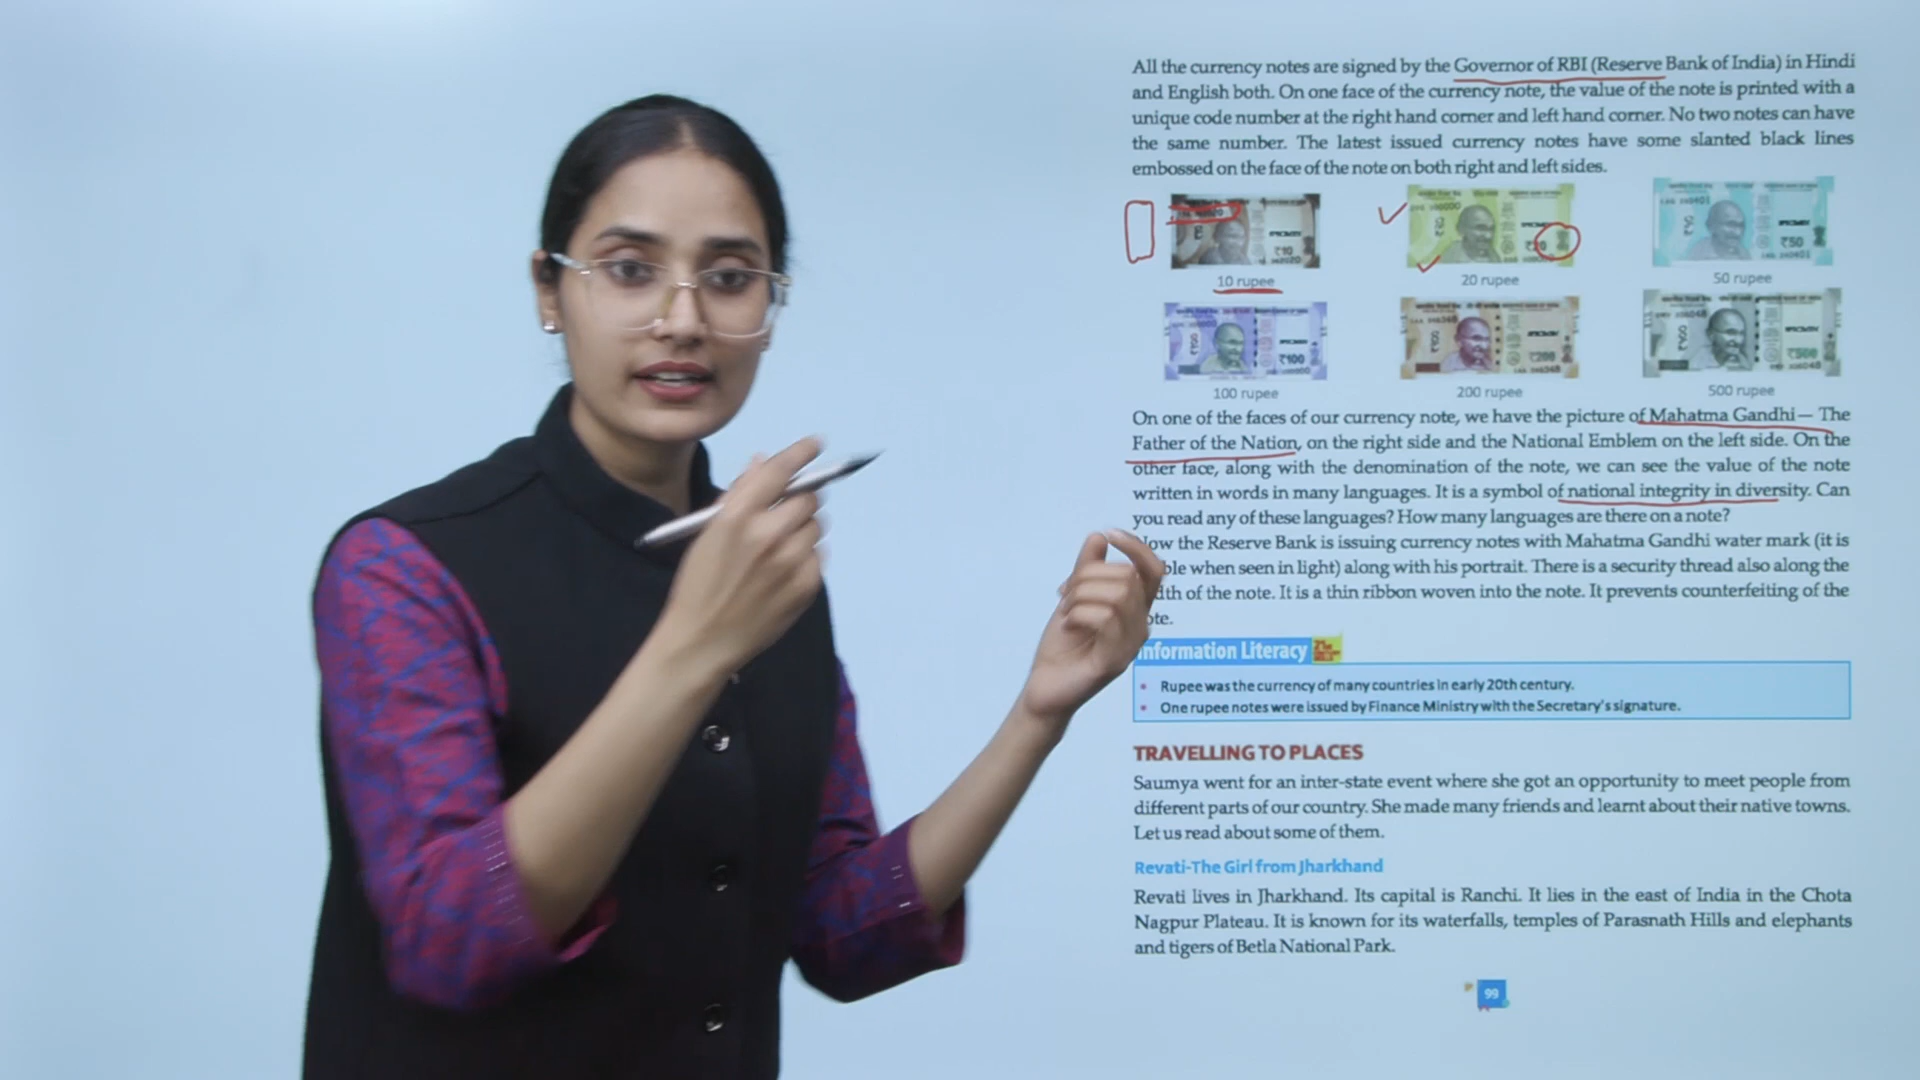 All the currency notes are signed by the Governor of RBI (Reserve Bank of India) in Hindi
and English both. On one face of the currency note, the value of the note is printed with a
unique code number at the right hand corner and left hand corner. No two notes can have
the same number. The latest issued currency notes have some slanted black lines
embossed on the face of the note on both right and left sides.
₹10
₹20
₹50
10 rupee
20 rupee
50 rupee
₹100
₹200
₹500
100 rupee
200 rupee
500 rupee
On one of the faces of our currency note, we have the picture of Mahatma Gandhi— The
Father of the Nation, on the right side and the National Emblem on the left side. On the
other face, along with the denomination of the note, we can see the value of the note
written in words in many languages. It is a symbol of national integrity in diversity. Can
you read any of these languages? How many languages are there on a note?
the Reserve Bank is issuing currency notes with Mahatma Gandhi water mark (it is
when seen in light) along with his portrait. There is a security thread also along the
of the note. It is a thin ribbon woven into the note. It prevents counterfeiting of the
Information Literacy
• Rupee was the currency of many countries in early 20th century.
• One rupee notes were issued by Finance Ministry with the Secretary's signature.
TRAVELLING TO PLACES
Saumya went for an inter-state event where she got an opportunity to meet people from
different parts of our country. She made many friends and learnt about their native towns.
Let us read about some of them.
Revati-The Girl from Jharkhand
Revati lives in Jharkhand. Its capital is Ranchi. It lies in the east of India in the Chota
Nagpur Plateau. It is known for its waterfalls, temples of Parasnath Hills and elephants
and tigers of Betla National Park.
99